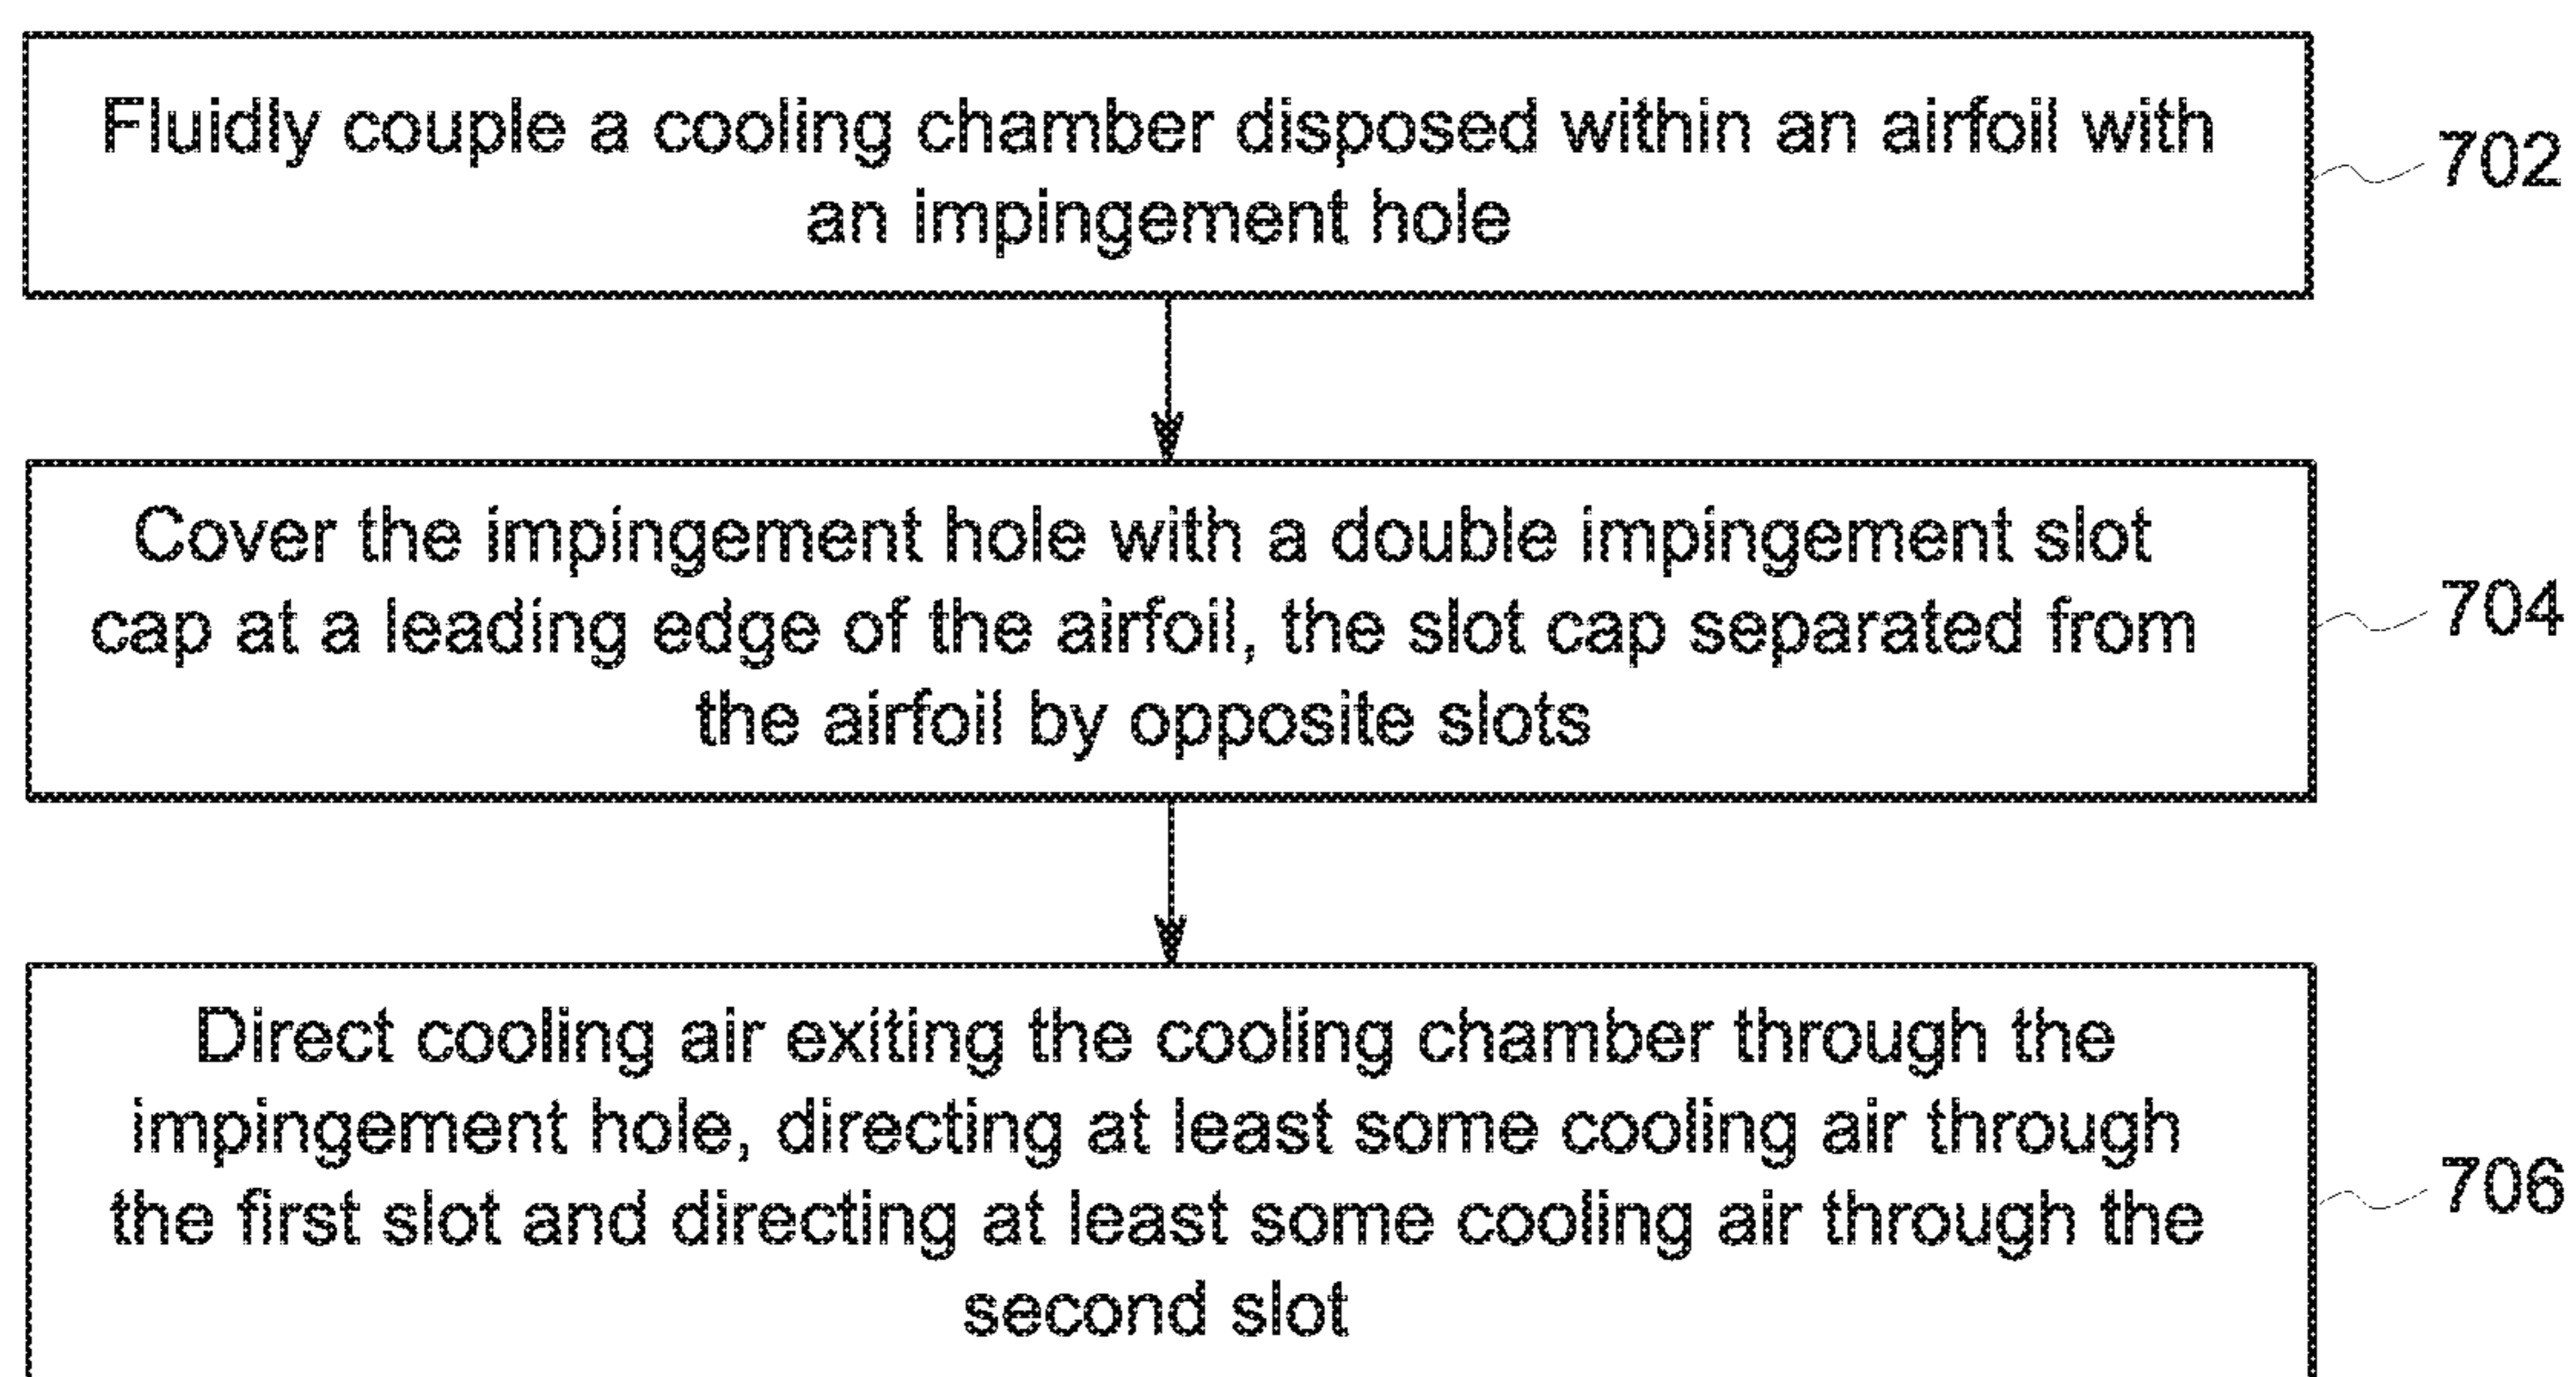 Fluidly couple a cooling chamber disposed within an airfoil with
an impingement hole
702
Cover the impingement hole with a double impingement slot
cap at a leading edge of the airfoil, the slot cap separated from
the airfoil by opposite slots
704
Direct cooling air exiting the cooling chamber through the
impingement hole, directing at least some cooling air through
the first slot and directing at least some cooling air through the
second slot
706